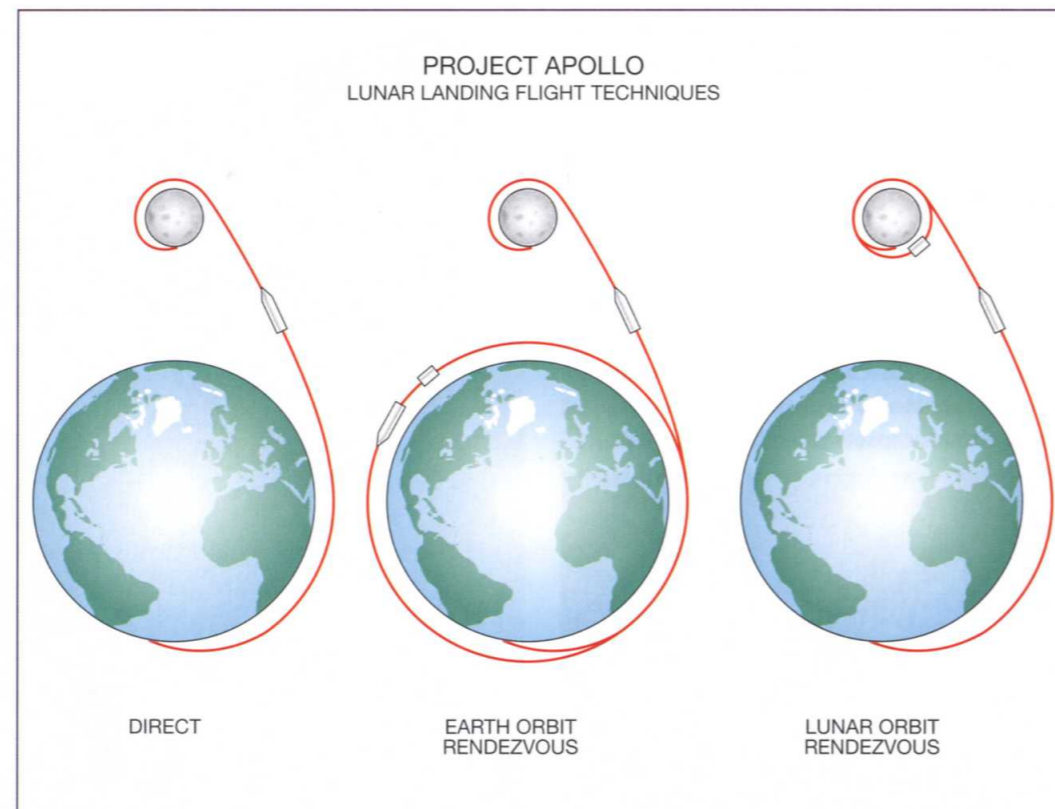 PROJECT APOLLO
LUNAR LANDING FLIGHT TECHNIQUES
DIRECT
EARTH ORBIT
RENDEZVOUS
LUNAR ORBIT
RENDEZVOUS